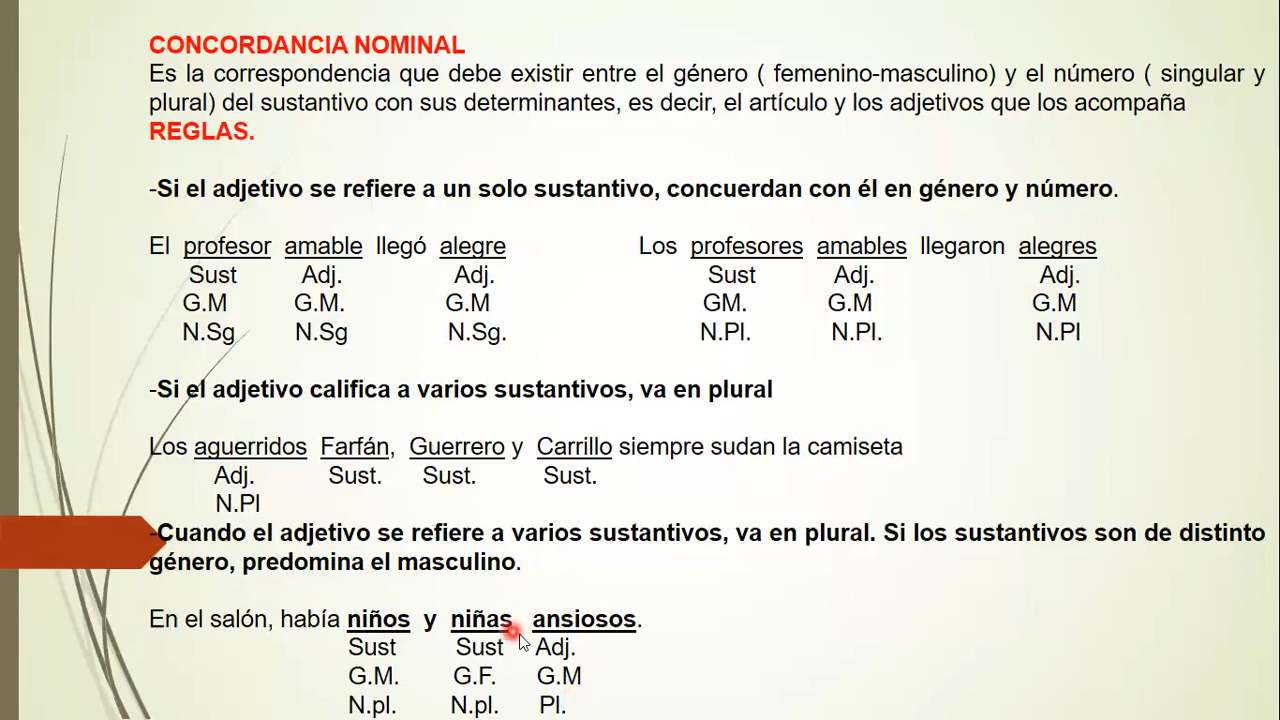 CONCORDANCIA NOMINAL
Es la correspondencia que debe existir entre el género ( femenino-masculino) y el número ( singular y
plural) del sustantivo con sus determinantes, es decir, el artículo y los adjetivos que los acompaña
REGLAS.
-Si el adjetivo se refiere a un solo sustantivo, concuerdan con él en género y número.
El profesor amable llegó alegre Los profesores amables llegaron alegres
Sust Adj. Adj. Sust Adj. Adj.
G.M G.M. G.M GM. G.M G.M
N.Sg N.Sg N.Sg. N.Pl. N.Pl. N.Pl
-Si el adjetivo califica a varios sustantivos, va en plural
Los aguerridos Farfán, Guerrero y Carrillo siempre sudan la camiseta
Adj. Sust. Sust. Sust.
N.Pl
-Cuando el adjetivo se refiere a varios sustantivos, va en plural. Si los sustantivos son de distinto
género, predomina el masculino.
En el salón, había niños y niñas ansiosos.
Sust Sust Adj.
G.M. G.F. G.M
N.pl. N.pl. Pl.